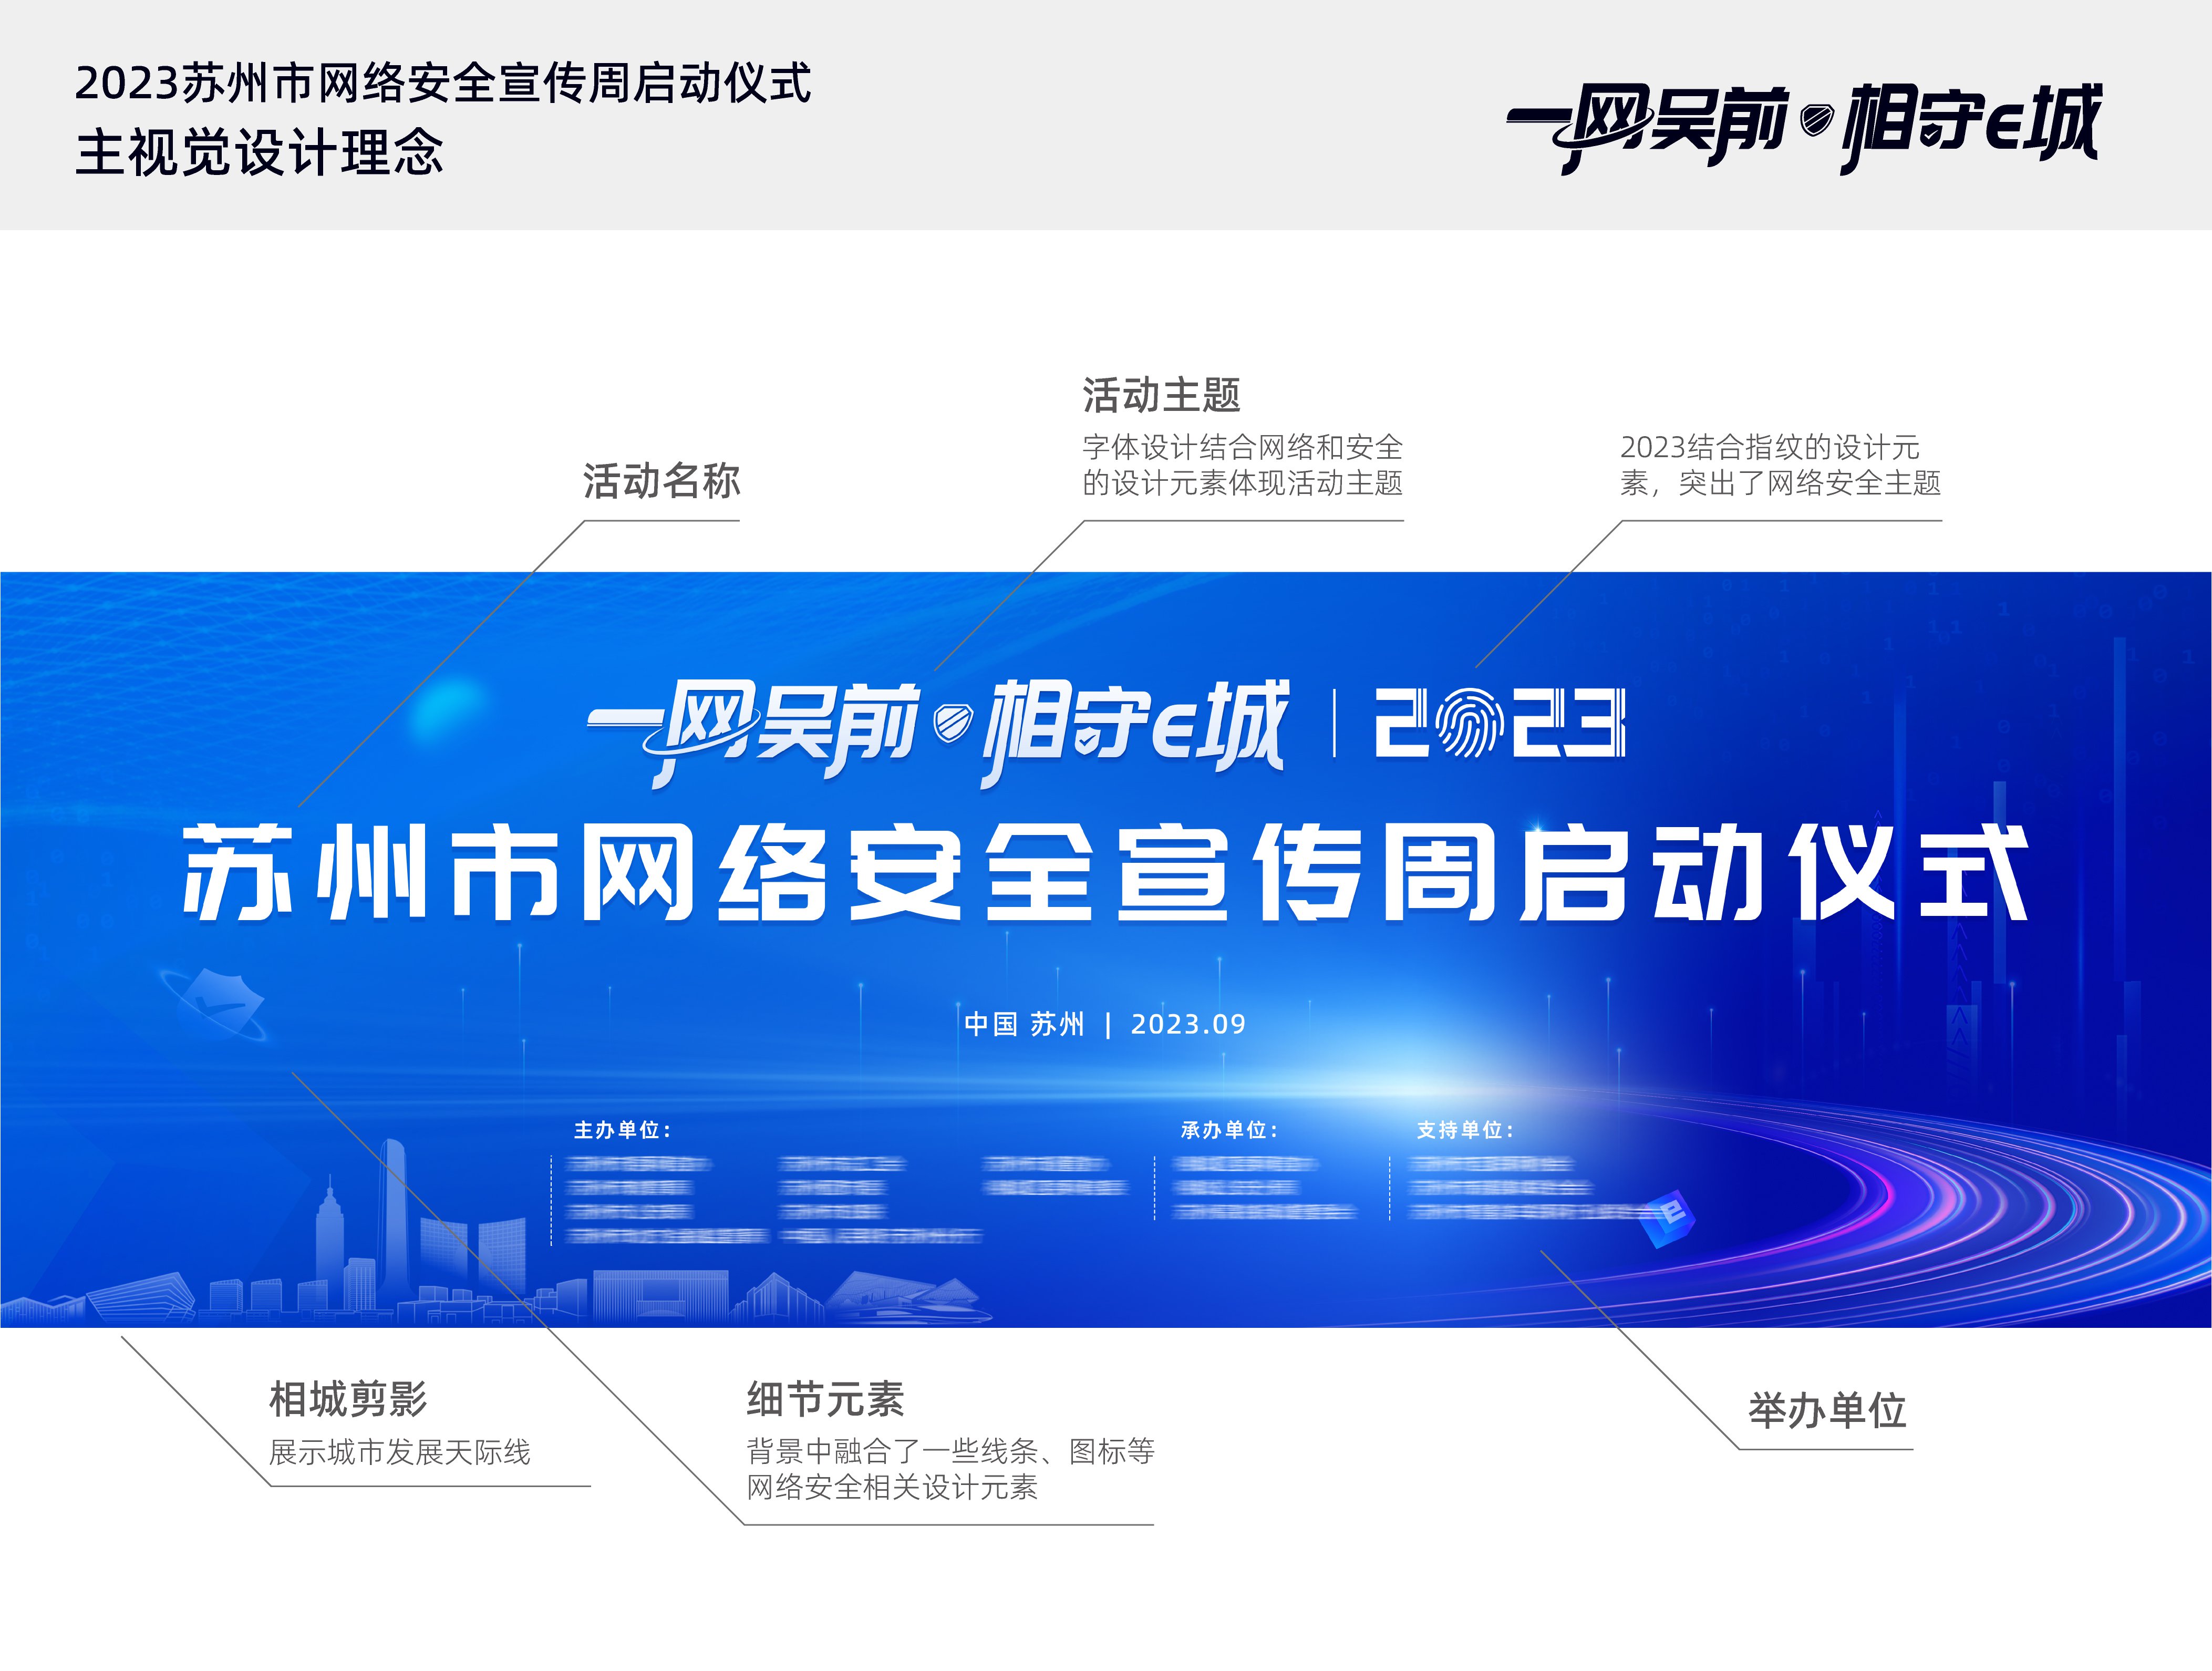 2023苏州市网络安全宣传周启动仪式
主视觉设计理念
一网吴前 相守e城
活动名称
活动主题
字体设计结合网络和安全
的设计元素体现活动主题
2023结合指纹的设计元
素，突出了网络安全主题
一网吴前 相守e城 | 2023
苏州市网络安全宣传周启动仪式
中国 苏州 | 2023.09
主办单位：
承办单位：
支持单位：
e
相城剪影
展示城市发展天际线
细节元素
背景中融合了一些线条、图标等
网络安全相关设计元素
举办单位